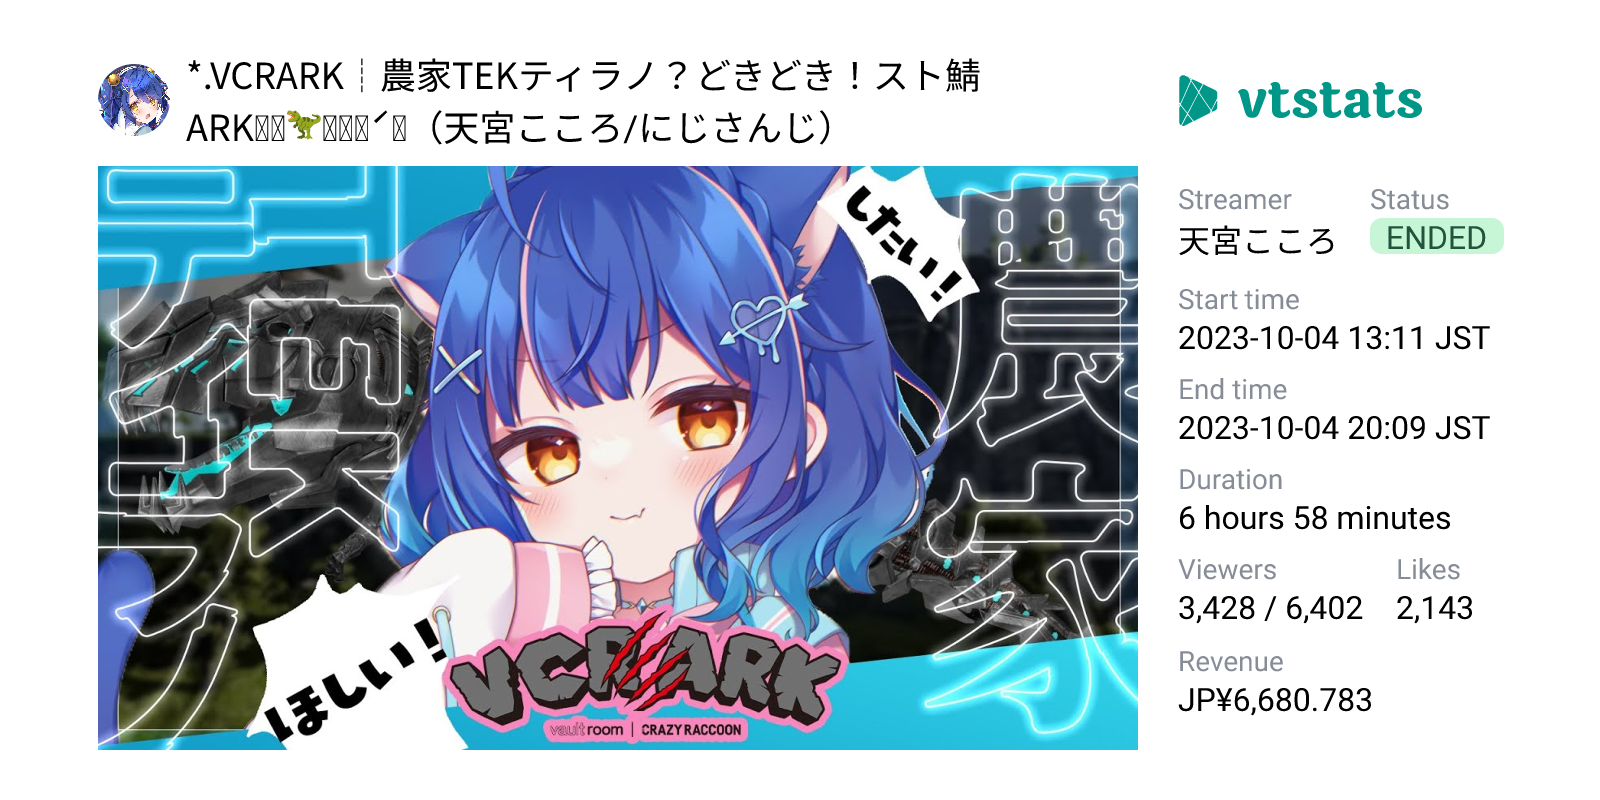 *.VCRARK┊農家TEKティラノ？どきどき！スト鯖
ARK🦖（天宮こころ/にじさんじ）
vtstats
Streamer
天宮こころ
Status
ENDED
Start time
2023-10-04 13:11 JST
End time
2023-10-04 20:09 JST
Duration
6 hours 58 minutes
Viewers
3,428 / 6,402
Likes
2,143
Revenue
JP¥6,680.783
したい!!
農家
ほしい!!
VCRARK
vaultroom | CRAZY RACCOON